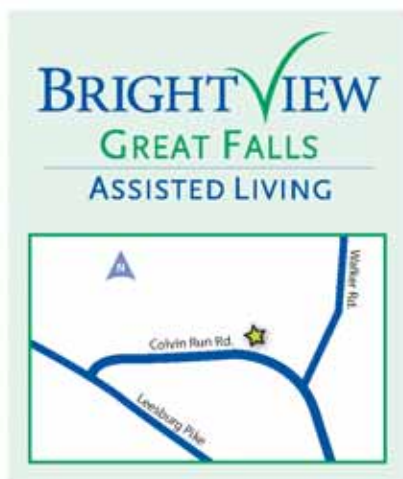 BRIGHTVIEW
GREAT FALLS
ASSISTED LIVING
N
Walker Rd.
Colvin Run Rd.
Leesburg Pike